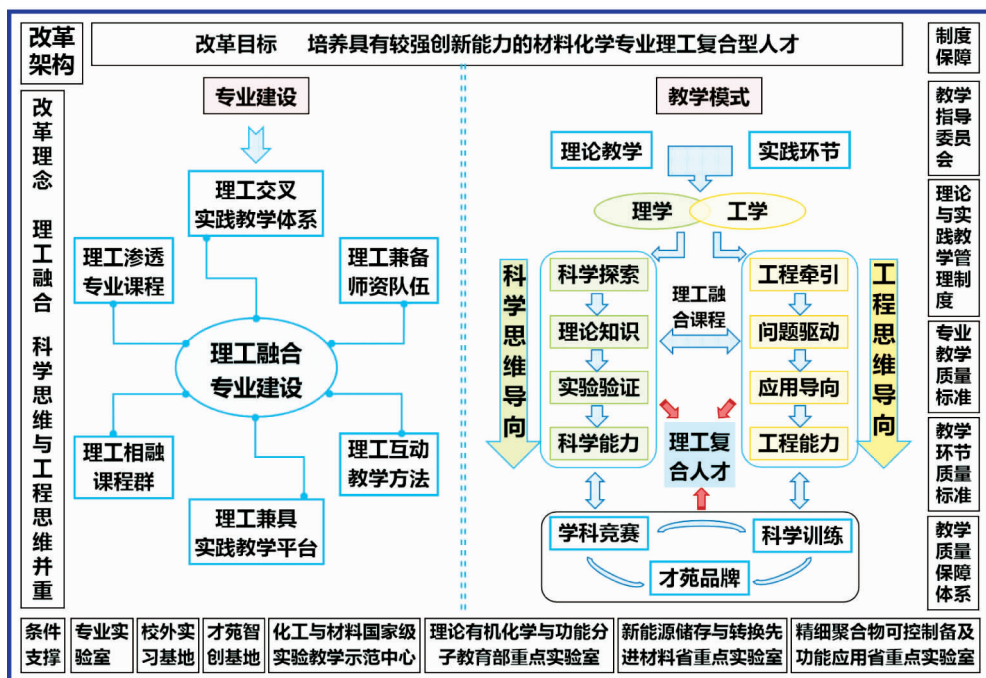 改革
架构
改革目标 培养具有较强创新能力的材料化学专业理工复合型人才
制度
保障
改革理念 理工融合 科学思维与工程思维并重
专业建设
理工交叉
实践教学体系
理工渗透
专业课程
理工兼备
师资队伍
理工融合
专业建设
理工相融
课程群
理工互动
教学方法
理工兼具
实践教学平台
教学模式
理论教学
实践环节
理学
工学
科学思维导向
科学探索
理论知识
实验验证
科学能力
理工融
合课程
理工复
合人才
工程牵引
问题驱动
应用导向
工程能力
工程思维导向
学科竞赛
科学训练
才苑品牌
教学
指导
委员
会
理论
与实
践教
学管
理制
度
专业
教学
质量
标准
教学
环节
质量
标准
教学
质量
保障
体系
条件
支撑
专业实
验室
校外实
习基地
才苑智
创基地
化工与材料国家级
实验教学示范中心
理论有机化学与功能分
子教育部重点实验室
新能源储存与转换先
进材料省重点实验室
精细聚合物可控制备及
功能应用省重点实验室